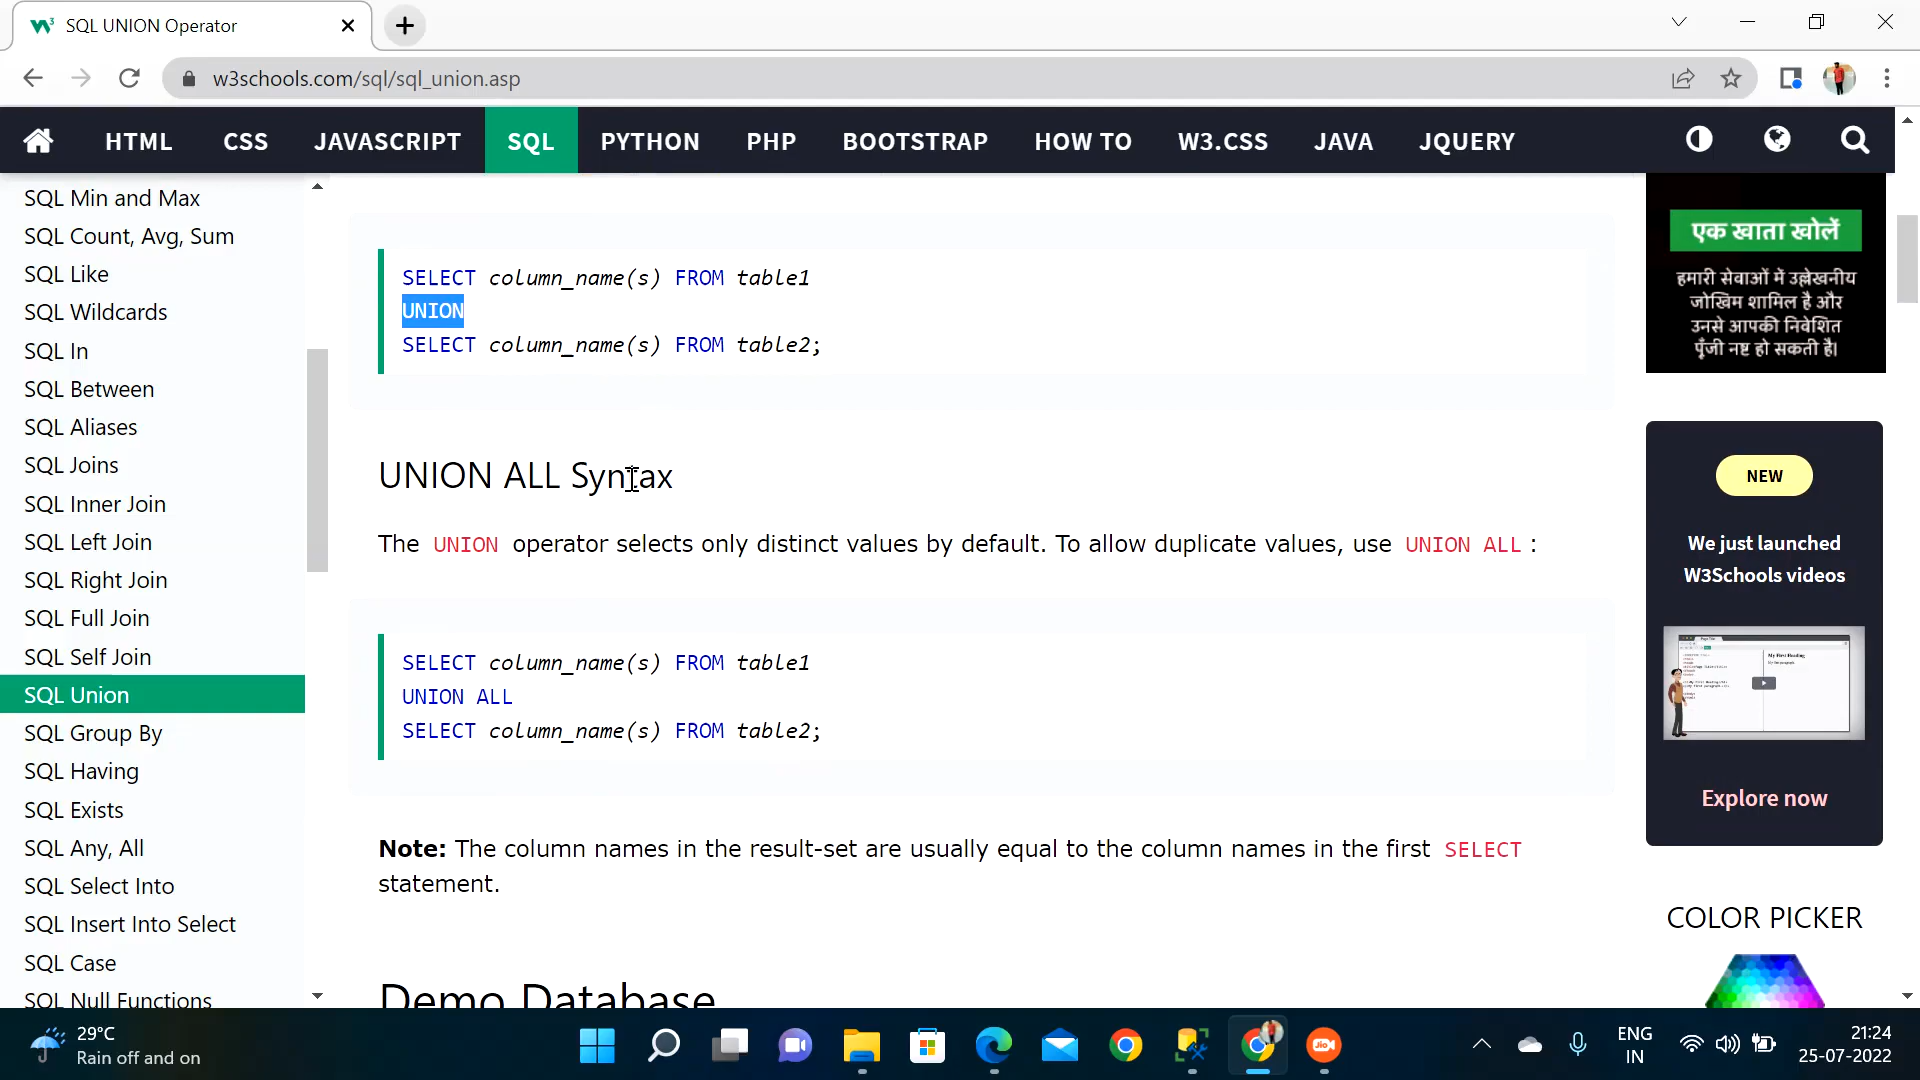 SQL UNION Operator
w3schools.com/sql/sql_union.asp
HTML CSS JAVASCRIPT SQL PYTHON PHP BOOTSTRAP HOW TO W3.CSS JAVA JQUERY
SQL Min and Max
SQL Count, Avg, Sum
SQL Like
SQL Wildcards
SQL In
SQL Between
SQL Aliases
SQL Joins
SQL Inner Join
SQL Left Join
SQL Right Join
SQL Full Join
SQL Self Join
SQL Union
SQL Group By
SQL Having
SQL Exists
SQL Any, All
SQL Select Into
SQL Insert Into Select
SQL Case
SQL Null Functions
SELECT column_name(s) FROM table1
UNION
SELECT column_name(s) FROM table2;
UNION ALL Syntax
The UNION operator selects only distinct values by default. To allow duplicate values, use UNION ALL :
SELECT column_name(s) FROM table1
UNION ALL
SELECT column_name(s) FROM table2;
Note: The column names in the result-set are usually equal to the column names in the first SELECT
statement.
Demo Database
एक खाता खोलें
हमारी सेवाओं में उल्लेखनीय
जोखिम शामिल है और
उनसे आपकी निवेशित
पूँजी नष्ट हो सकती है।
NEW
We just launched
W3Schools videos
Explore now
COLOR PICKER
29°C
Rain off and on
Jio
ENG
IN
21:24
25-07-2022